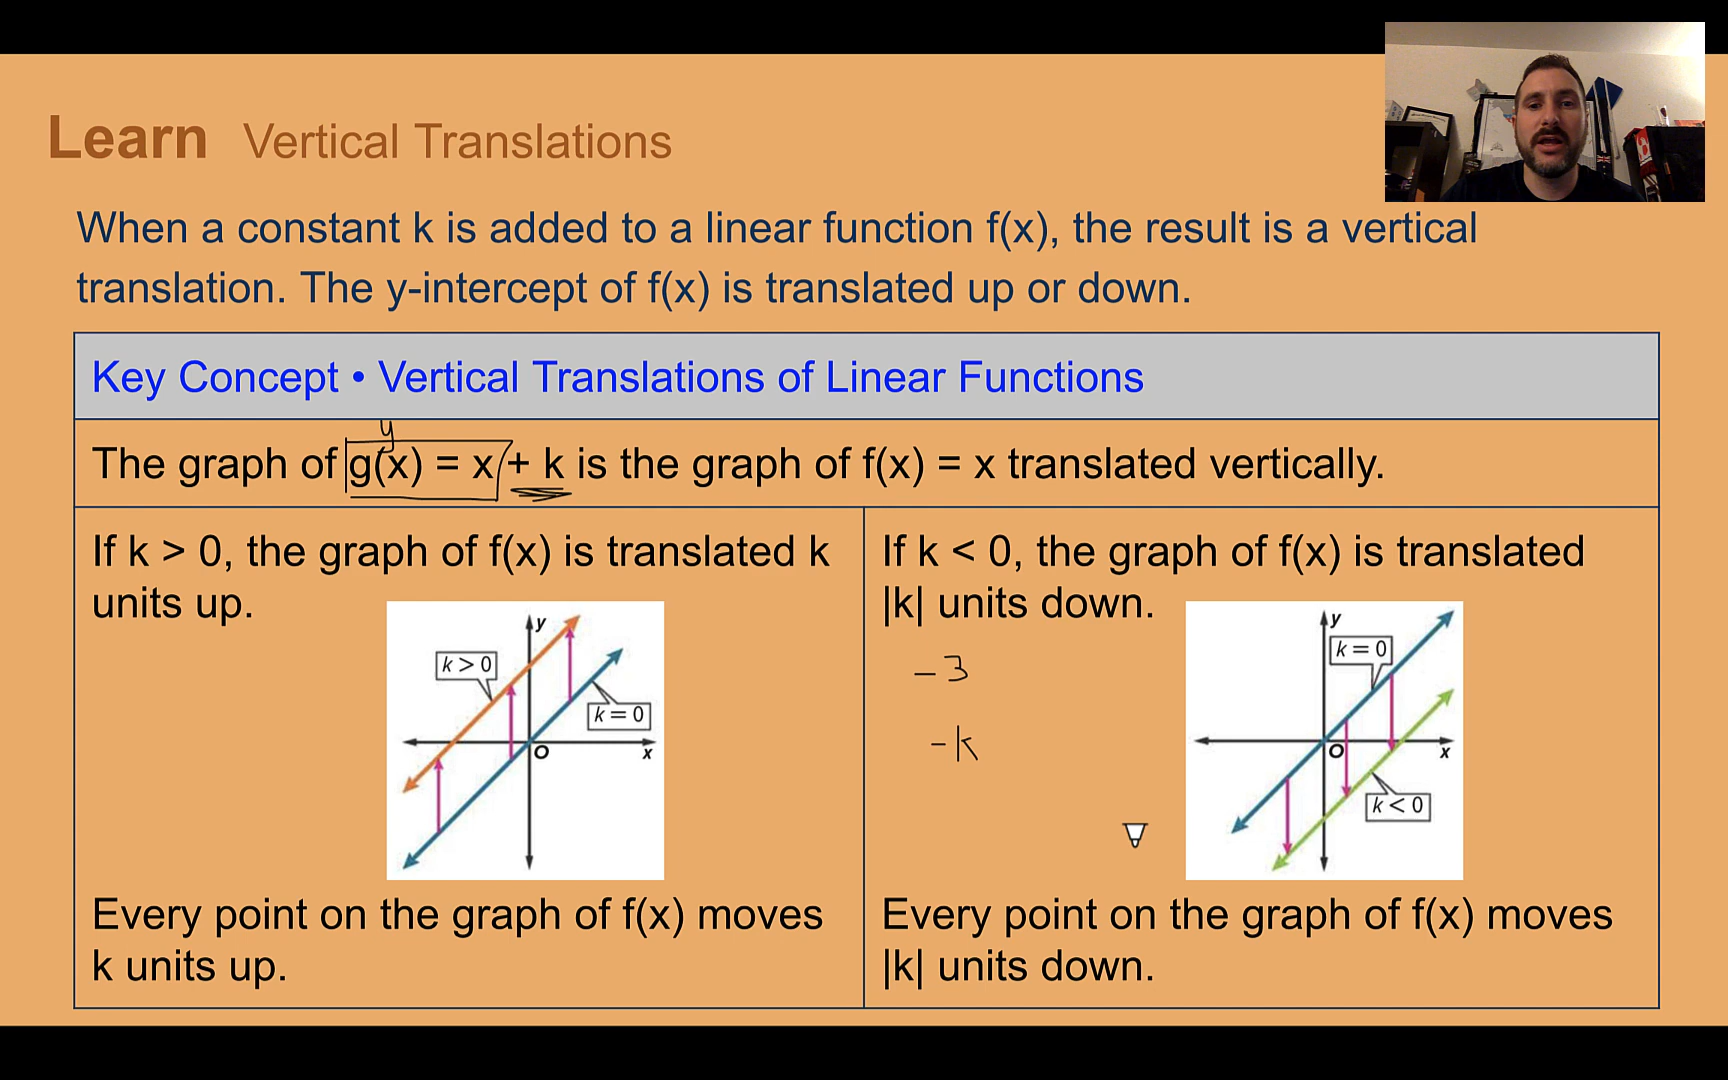 Learn Vertical Translations
When a constant k is added to a linear function f(x), the result is a vertical
translation. The y-intercept of f(x) is translated up or down.
Key Concept • Vertical Translations of Linear Functions
y
The graph of g(x) = x + k is the graph of f(x) = x translated vertically.
If k > 0, the graph of f(x) is translated k
units up.
y
k > 0
k = 0
O
x
Every point on the graph of f(x) moves
k units up.
If k < 0, the graph of f(x) is translated
|k| units down.
-3
-k
y
k = 0
O
x
k < 0
Every point on the graph of f(x) moves
|k| units down.